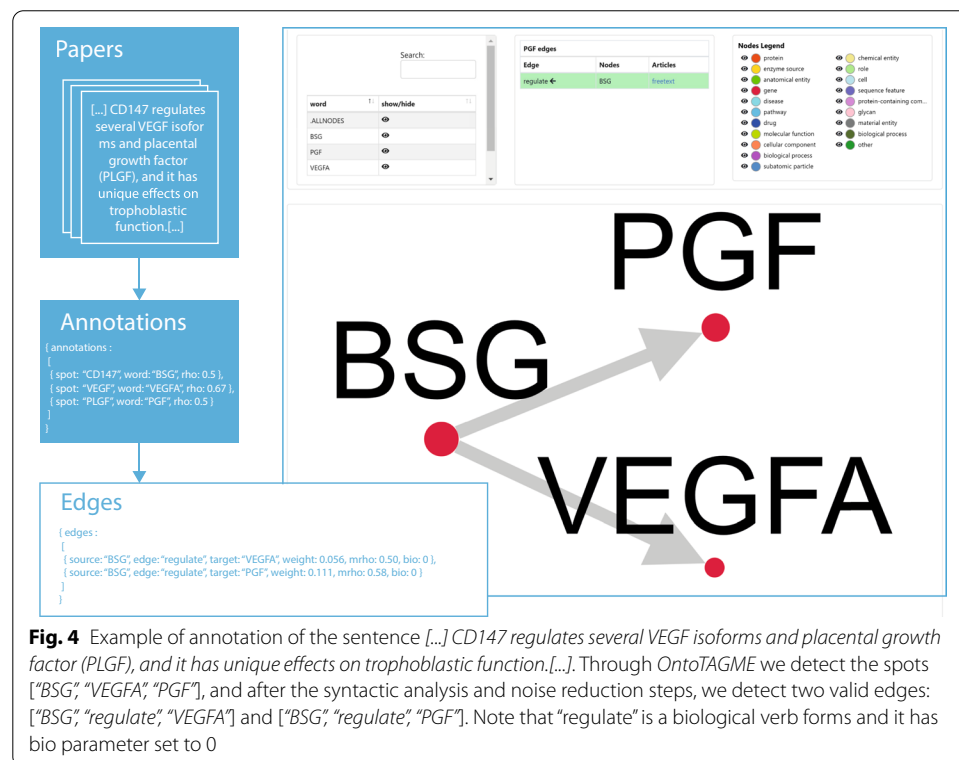 Papers
[...] CD147 regulates
several VEGF isofor
ms and placental
growth factor
(PLGF), and it has
unique effects on
trophoblastic
function.[...]
Annotations
{ annotations :
[
{ spot: "CD147", word: "BSG", rho: 0.5 },
{ spot: "VEGF", word: "VEGFA", rho: 0.67 },
{ spot: "PLGF", word: "PGF", rho: 0.5 }
]
}
Edges
{ edges :
[
{ source: "BSG", edge: "regulate", target: "VEGFA", weight: 0.056, mrho: 0.50, bio: 0 },
{ source: "BSG", edge: "regulate", target: "PGF", weight: 0.111, mrho: 0.58, bio: 0 }
]
}
Search:
word show/hide
.ALLNODES
BSG
PGF
VEGFA
PGF edges
Edge Nodes Articles
regulate ← BSG freetext
Nodes Legend
protein
enzyme source
anatomical entity
gene
disease
pathway
drug
molecular function
cellular component
biological process
subatomic particle
chemical entity
role
cell
sequence feature
protein-containing com...
glycan
material entity
biological process
other
PGF
BSG
VEGFA
Fig. 4 Example of annotation of the sentence [...] CD147 regulates several VEGF isoforms and placental growth
factor (PLGF), and it has unique effects on trophoblastic function.[...]. Through OntoTAGME we detect the spots
["BSG", "VEGFA", "PGF"], and after the syntactic analysis and noise reduction steps, we detect two valid edges:
["BSG", "regulate", "VEGFA"] and ["BSG", "regulate", "PGF"]. Note that "regulate" is a biological verb forms and it has
bio parameter set to 0